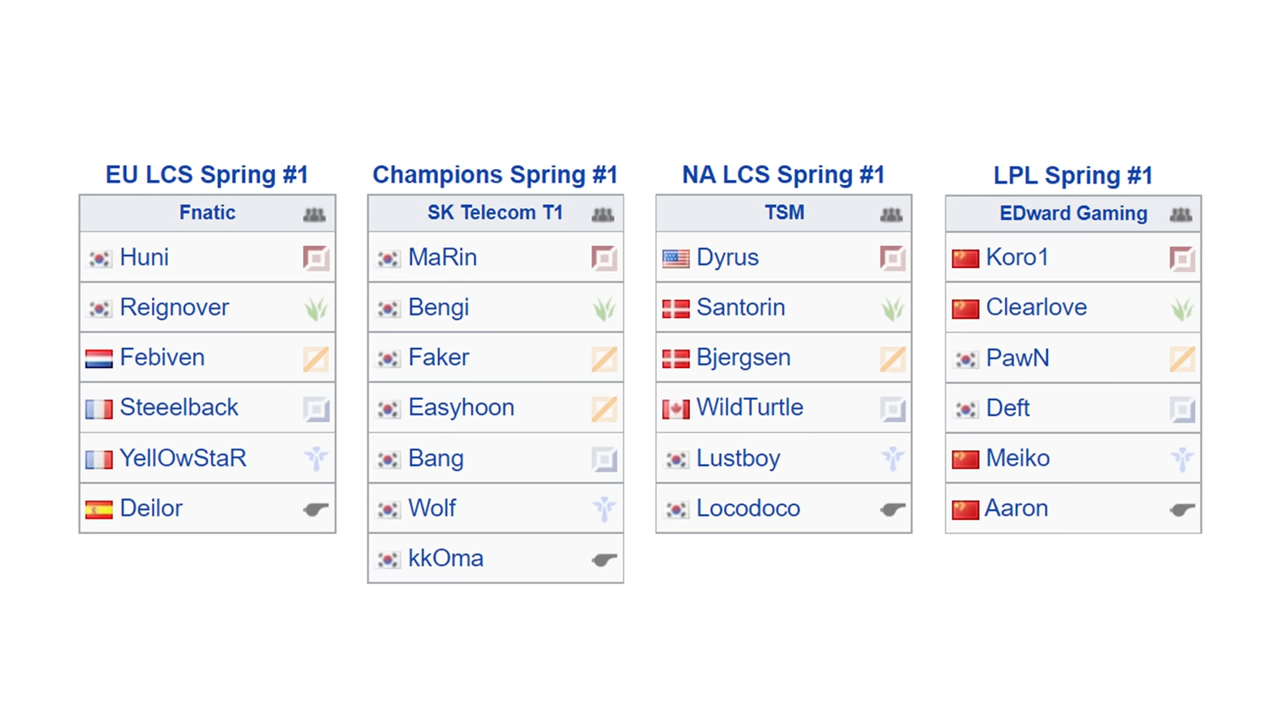 EU LCS Spring #1
Fnatic
Huni
Reignover
Febiven
Steeelback
YellOwStaR
Deilor
Champions Spring #1
SK Telecom T1
MaRin
Bengi
Faker
Easyhoon
Bang
Wolf
kkOma
NA LCS Spring #1
TSM
Dyrus
Santorin
Bjergsen
WildTurtle
Lustboy
Locodoco
LPL Spring #1
EDward Gaming
Koro1
Clearlove
PawN
Deft
Meiko
Aaron